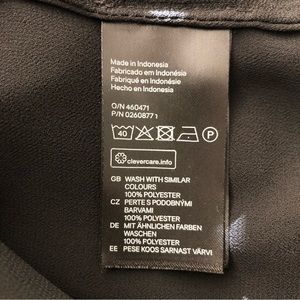 Made in Indonesia
Fabricado em Indonésia
Fabriqué en Indonésie
Hecho en Indonesia
O/N 460471
P/N 0260877 1
40 P
clevercare.info
GB WASH WITH SIMILAR
COLOURS
100% POLYESTER
CZ PERTE S PODOBNÝMI
BARVAMI
100% POLYESTER
DE MIT ÄHNLICHEN FARBEN
WASCHEN
100% POLYESTER
EE PESE KOOS SARNAST VÄRVI